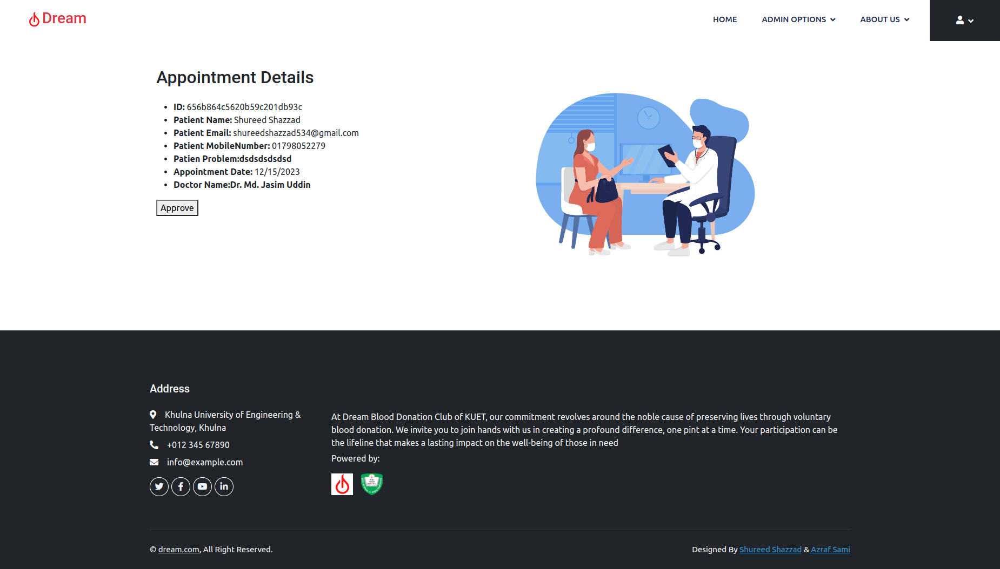 Dream
HOME
ADMIN OPTIONS
ABOUT US
Appointment Details
ID: 656b864c5620b59c201db93c
Patient Name: Shureed Shazzad
Patient Email: shureedshazzad534@gmail.com
Patient MobileNumber: 01798052279
Patien Problem:dsdsdsdsdsd
Appointment Date: 12/15/2023
Doctor Name:Dr. Md. Jasim Uddin
Approve
Address
Khulna University of Engineering &
Technology, Khulna
+012 345 67890
info@example.com
At Dream Blood Donation Club of KUET, our commitment revolves around the noble cause of preserving lives through voluntary
blood donation. We invite you to join hands with us in creating a profound difference, one pint at a time. Your participation can be
the lifeline that makes a lasting impact on the well-being of those in need
Powered by:
© dream.com, All Right Reserved.
Designed By Shureed Shazzad & Azraf Sami